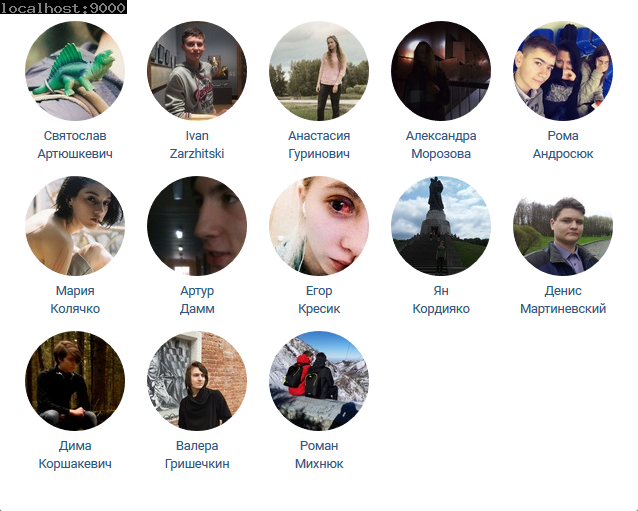 localhost:9000
Святослав
Артюшкевич
Ivan
Zarzhitski
Анастасия
Гуринович
Александра
Морозова
Рома
Андросюк
Мария
Колячко
Артур
Дамм
Егор
Кресик
Ян
Кордияко
Денис
Мартиневский
Дима
Коршакевич
Валера
Гришечкин
Роман
Михнюк